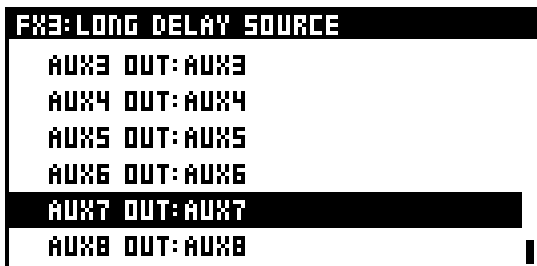 FX3:LONG DELAY SOURCE
AUX3 OUT:AUX3
AUX4 OUT:AUX4
AUX5 OUT:AUX5
AUX6 OUT:AUX6
AUX7 OUT:AUX7
AUX8 OUT:AUX8